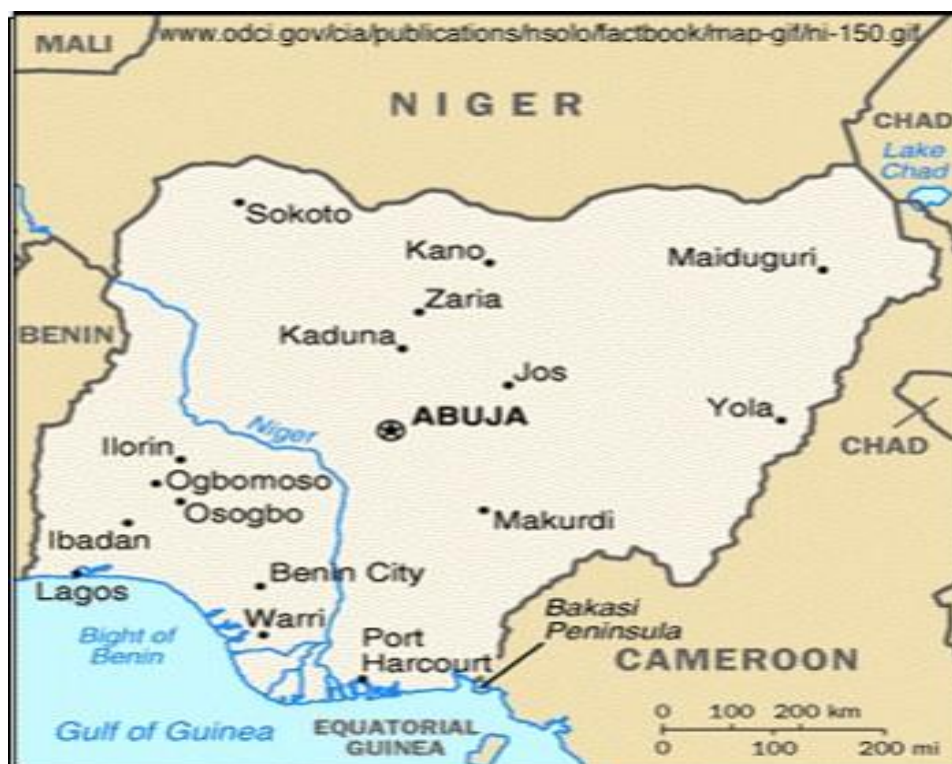 www.odci.gov/cia/publications/nsolo/factbook/map-gif/ni-150.gif
MALI
NIGER
CHAD
Lake
Chad
Sokoto
Kano
Maiduguri
Zaria
BENIN
Kaduna
Jos
Yola
ABUJA
Niger
CHAD
Ilorin
Ogbomoso
Osogbo
Makurdi
Ibadan
Benin City
Lagos
Warri
Bakasi
Peninsula
Bight of
Benin
Port
Harcourt
CAMEROON
Gulf of Guinea
EQUATORIAL
GUINEA
0 100 200 km
0 100 200 mi